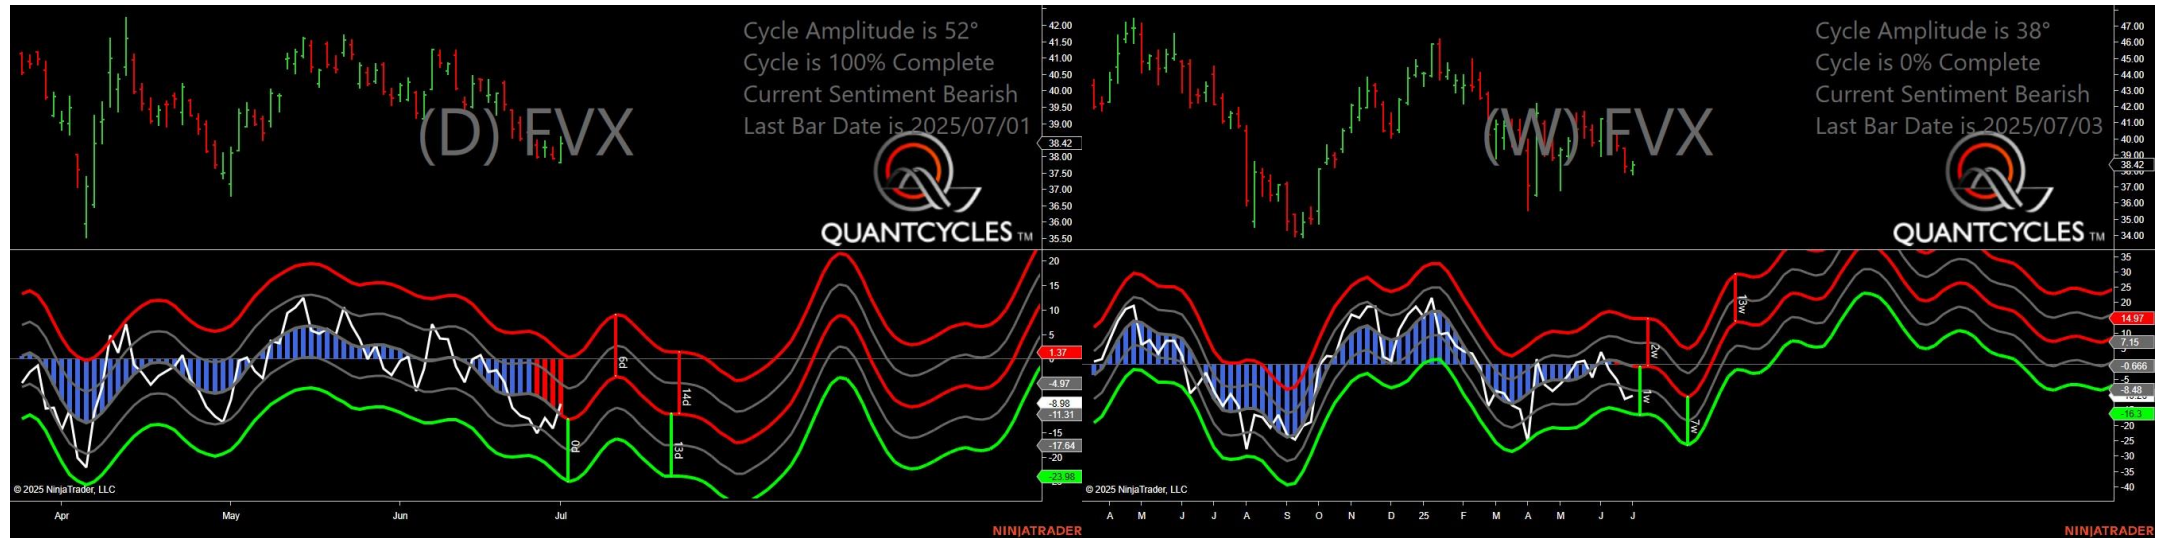 Cycle Amplitude is 52°
Cycle is 100% Complete
Current Sentiment Bearish
Last Bar Date is 2025/07/01
(D) FVX
QUANTCYCLES TM
42.00
41.50
41.00
40.50
40.00
39.50
39.00
38.42
38.00
37.50
37.00
36.50
36.00
35.50
20
15
10
5
1.37
0
-4.97
-8.98
-11.31
-15
-17.64
-20
-23.98
6d
14d
0d
13d
© 2025 NinjaTrader, LLC
Apr
May
Jun
Jul
NINJATRADER
Cycle Amplitude is 38°
Cycle is 0% Complete
Current Sentiment Bearish
Last Bar Date is 2025/07/03
(W) FVX
QUANTCYCLES TM
47.00
46.00
45.00
44.00
43.00
42.00
41.00
40.00
39.00
38.42
37.00
36.00
35.00
34.00
35
30
25
20
14.97
10
7.15
-0.666
-5
-8.48
-16.3
-20
-25
-30
-35
-40
13w
2w
1w
7w
© 2025 NinjaTrader, LLC
A M J J A S O N D 25 F M A M J J
NINJATRADER